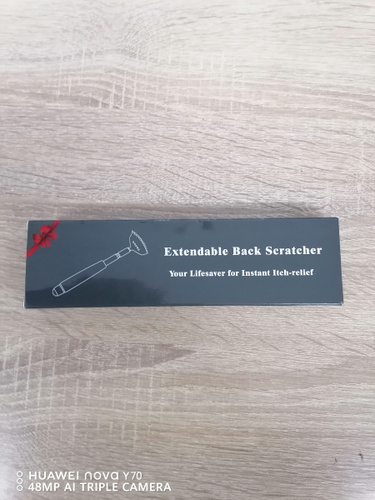 Extendable Back Scratcher
Your Lifesaver for Instant Itch-relief
HUAWEI nova Y70
48MP AI TRIPLE CAMERA